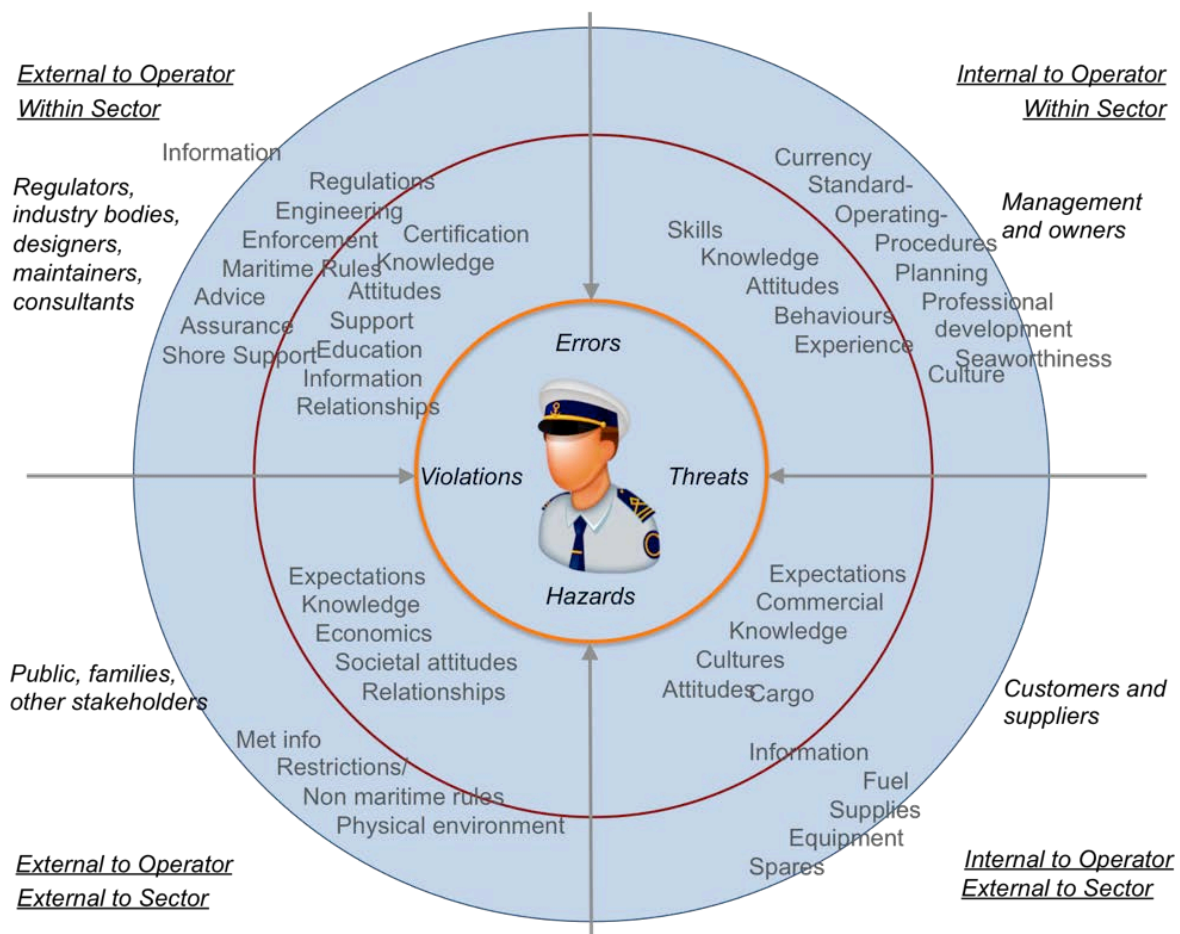 External to Operator
Within Sector
Internal to Operator
Within Sector
Information
Regulators,
industry bodies,
designers,
maintainers,
consultants
Regulations
Engineering
Enforcement
Maritime Rules
Advice
Assurance
Shore Support
Certification
Knowledge
Attitudes
Support
Education
Information
Relationships
Skills
Knowledge
Attitudes
Behaviours
Experience
Currency
Standard-
Operating-
Procedures
Planning
Professional
development
Seaworthiness
Culture
Management
and owners
Errors
Violations
Threats
Hazards
Expectations
Knowledge
Economics
Societal attitudes
Relationships
Public, families,
other stakeholders
Met info
Restrictions/
Non maritime rules
Physical environment
Expectations
Commercial
Knowledge
Cultures
Attitudes
Cargo
Information
Fuel
Supplies
Equipment
Spares
Customers and
suppliers
External to Operator
External to Sector
Internal to Operator
External to Sector